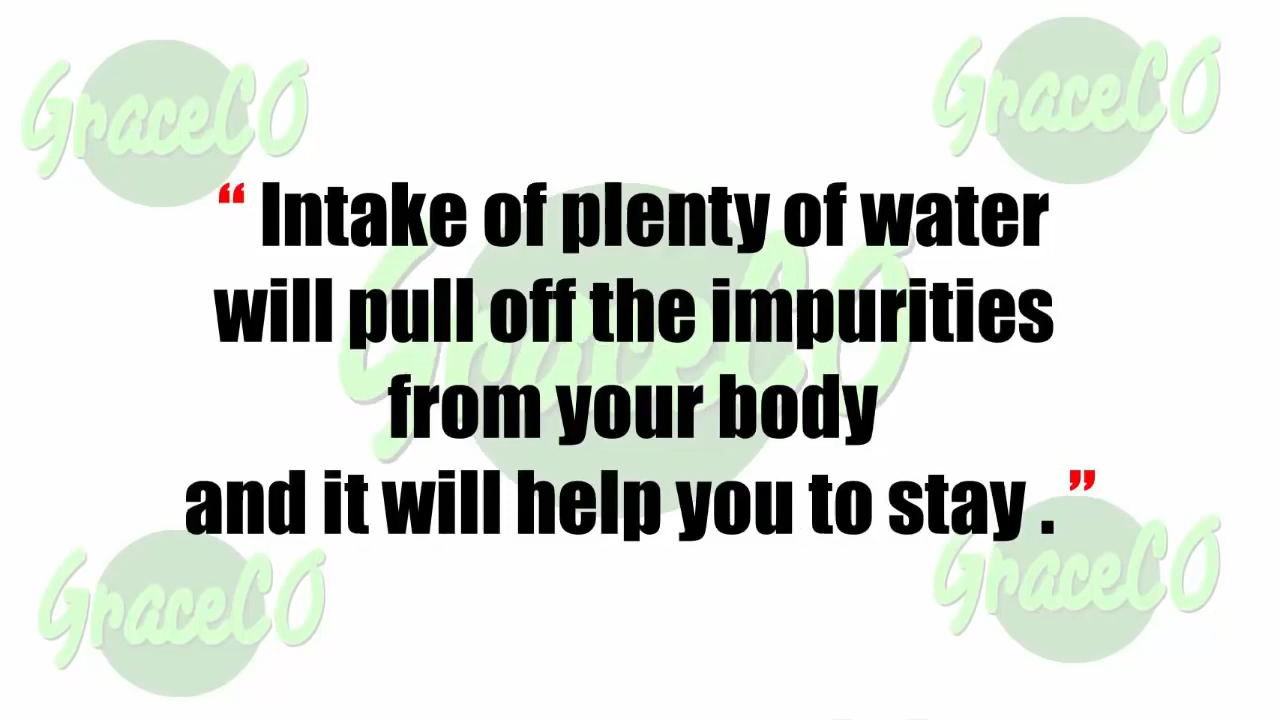 GraceCO
GraceCO
“ Intake of plenty of water
will pull off the impurities
GraceCO
from your body
and it will help you to stay . ”
GraceCO
GraceCO